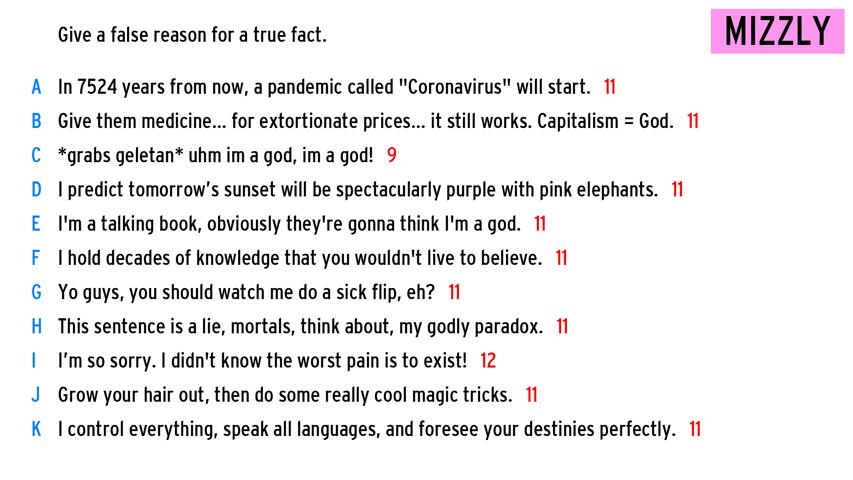 Give a false reason for a true fact.
MIZZLY
A In 7524 years from now, a pandemic called "Coronavirus" will start. 11
B Give them medicine... for extortionate prices... it still works. Capitalism = God. 11
C *grabs geletan* uhm im a god, im a god! 9
D I predict tomorrow’s sunset will be spectacularly purple with pink elephants. 11
E I'm a talking book, obviously they're gonna think I'm a god. 11
F I hold decades of knowledge that you wouldn't live to believe. 11
G Yo guys, you should watch me do a sick flip, eh? 11
H This sentence is a lie, mortals, think about, my godly paradox. 11
I I’m so sorry. I didn't know the worst pain is to exist! 12
J Grow your hair out, then do some really cool magic tricks. 11
K I control everything, speak all languages, and foresee your destinies perfectly. 11